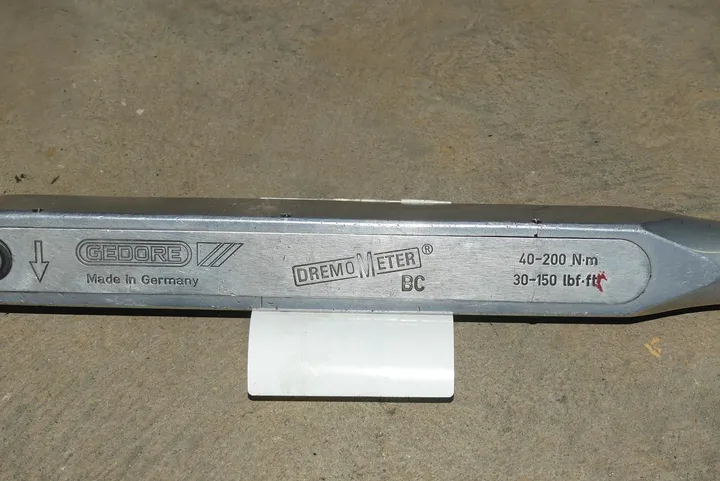 GEDORE
Made in Germany
DREMOMETER®
BC
40-200 N·m
30-150 lbf·ft